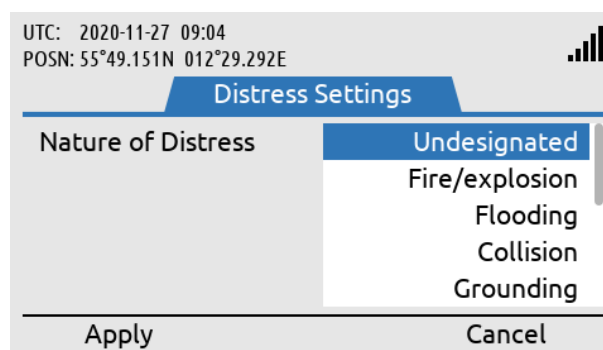 UTC: 2020-11-27 09:04
POSN: 55°49.151N 012°29.292E
Distress Settings
Nature of Distress Undesignated
Fire/explosion
Flooding
Collision
Grounding
Apply Cancel